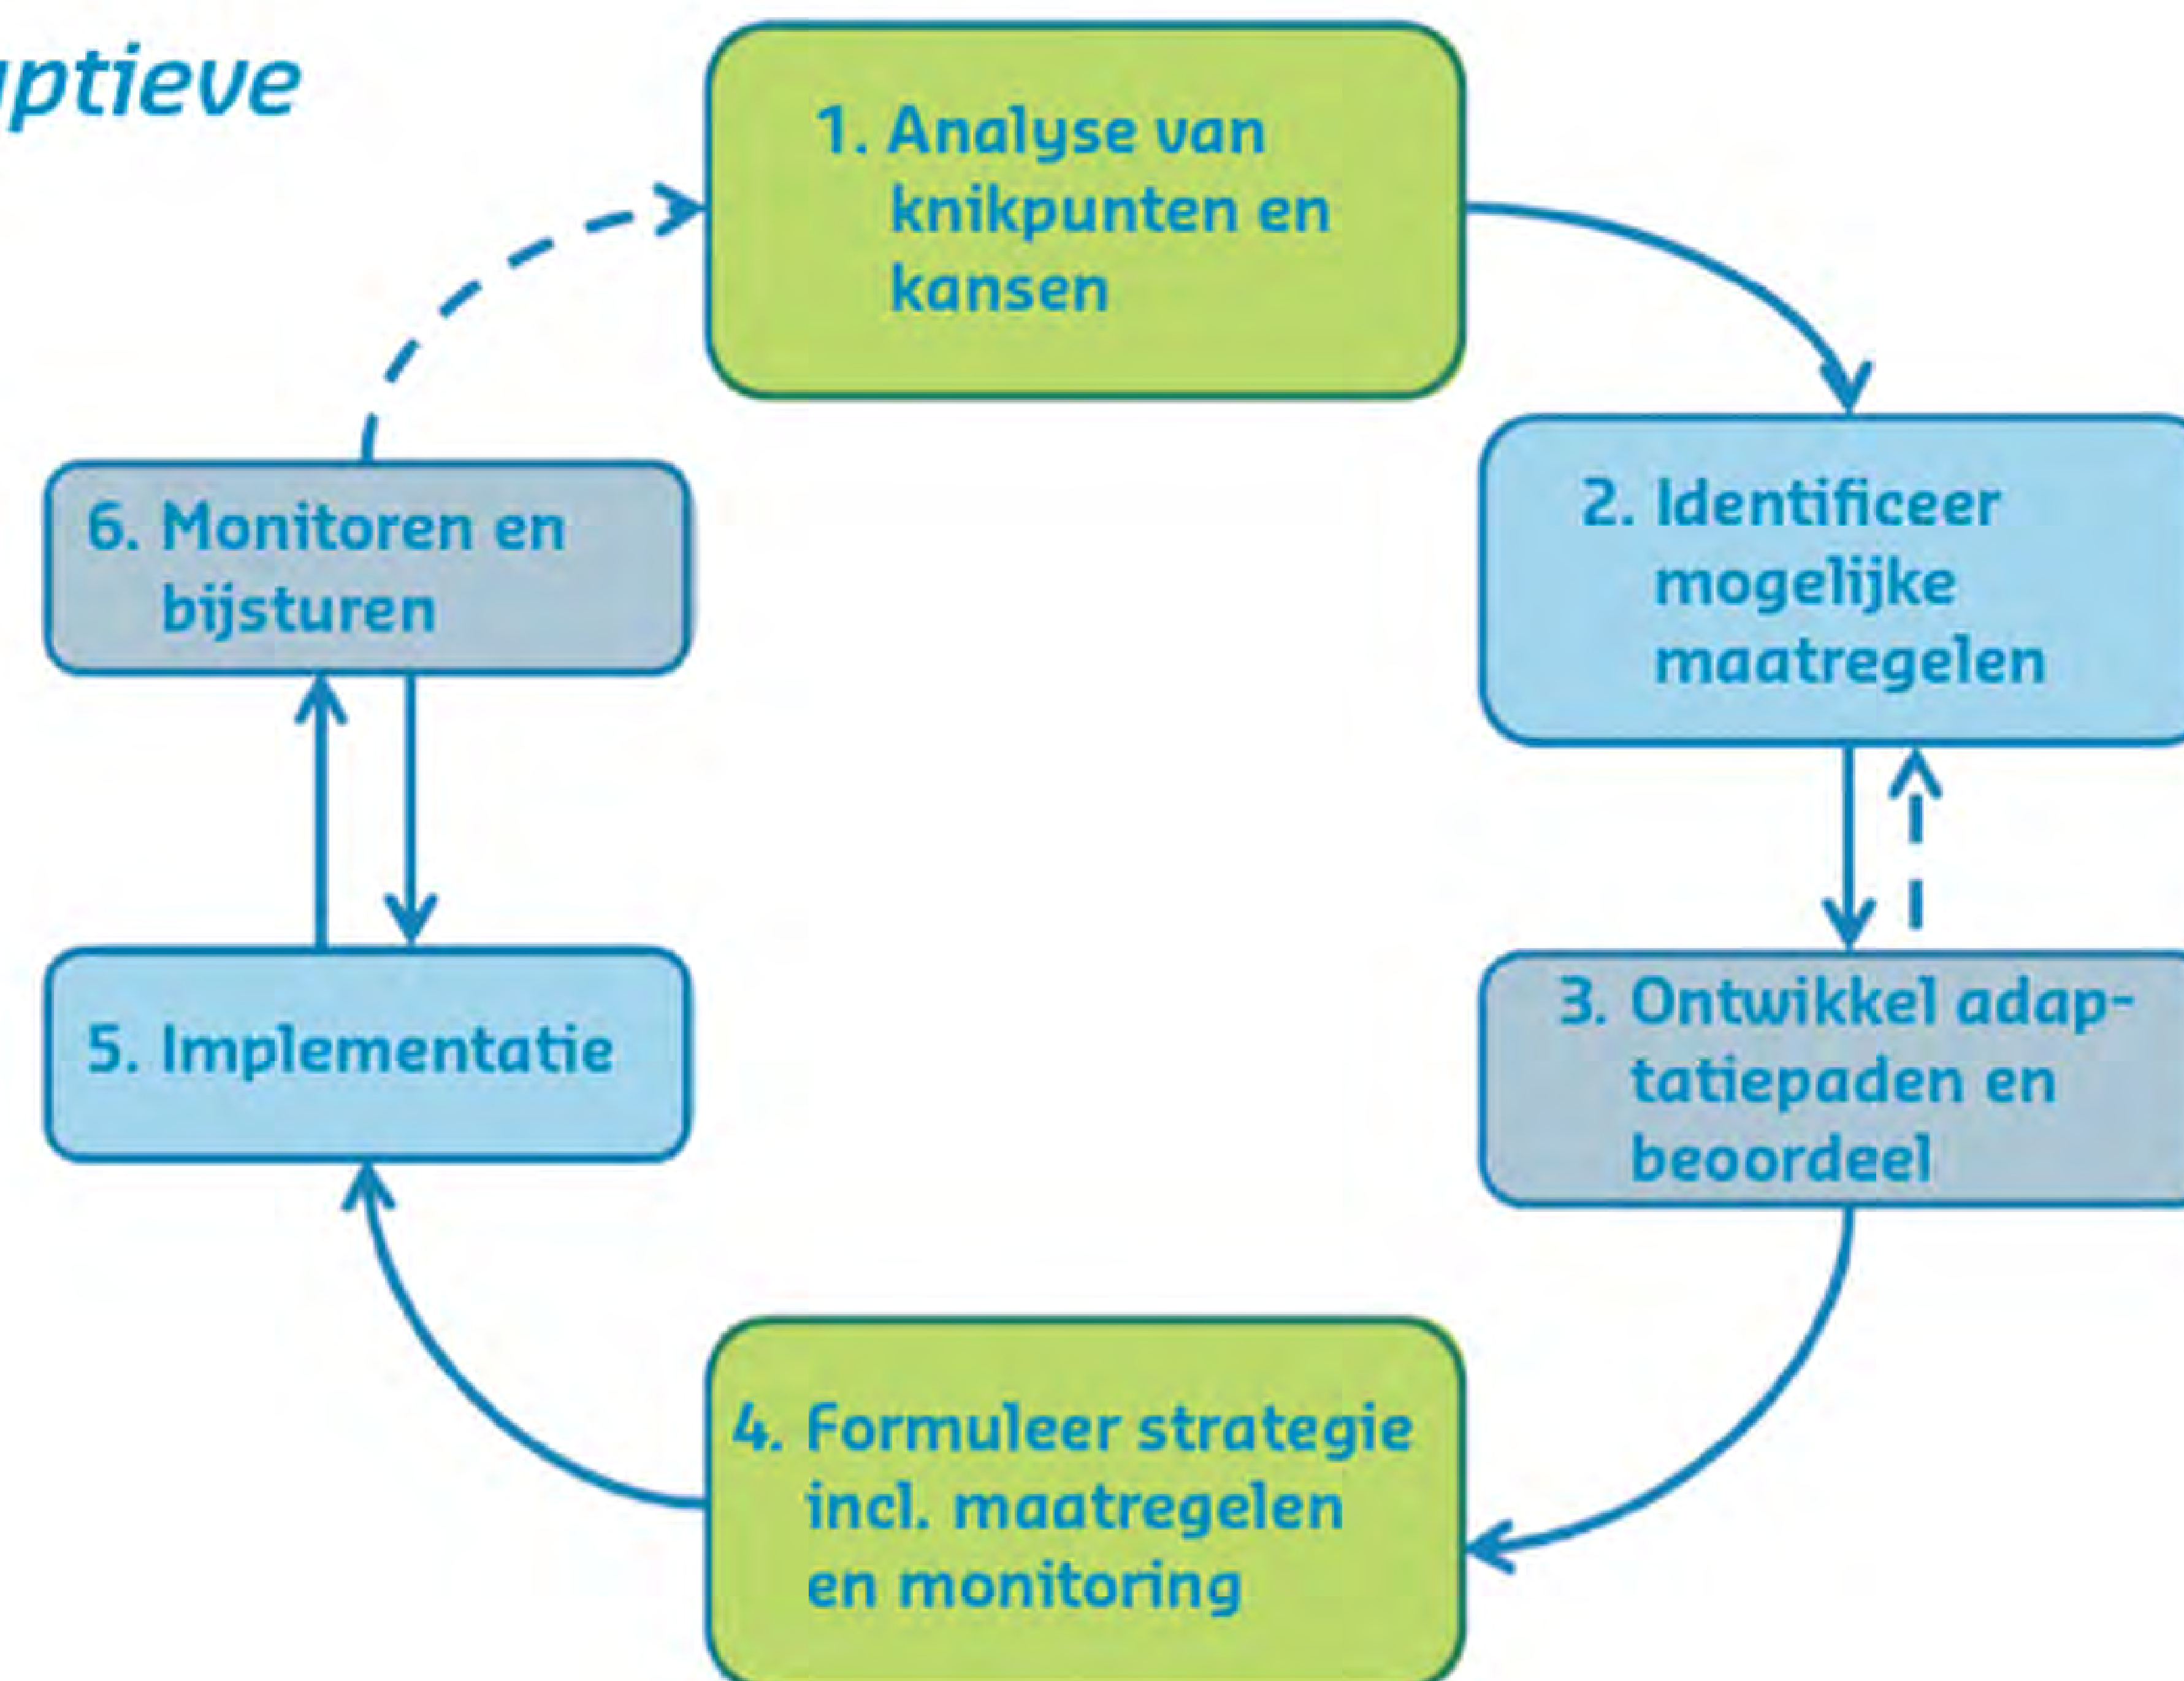 1. Analyse van
knikpunten en
kansen
2. Identificeer
mogelijke
maatregelen
3. Ontwikkel adap-
tatiepaden en
beoordeel
4. Formuleer strategie
incl. maatregelen
en monitoring
5. Implementatie
6. Monitoren en
bijsturen